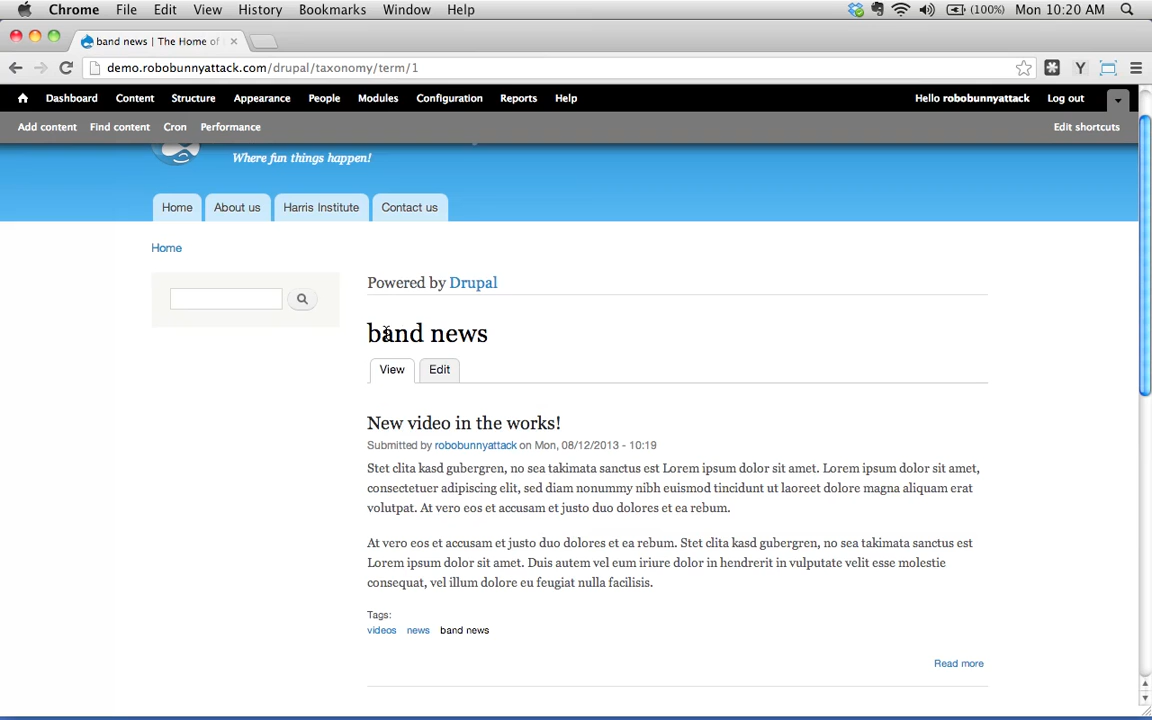 Chrome File Edit View History Bookmarks Window Help (100%) Mon 10:20 AM
band news | The Home of
demo.robobunnyattack.com/drupal/taxonomy/term/1
Dashboard Content Structure Appearance People Modules Configuration Reports Help Hello robobunnyattack Log out
Add content Find content Cron Performance Edit shortcuts
Where fun things happen!
Home About us Harris Institute Contact us
Home
Powered by Drupal
band news
View Edit
New video in the works!
Submitted by robobunnyattack on Mon, 08/12/2013 - 10:19
Stet clita kasd gubergren, no sea takimata sanctus est Lorem ipsum dolor sit amet. Lorem ipsum dolor sit amet,
consectetuer adipiscing elit, sed diam nonummy nibh euismod tincidunt ut laoreet dolore magna aliquam erat
volutpat. At vero eos et accusam et justo duo dolores et ea rebum.
At vero eos et accusam et justo duo dolores et ea rebum. Stet clita kasd gubergren, no sea takimata sanctus est
Lorem ipsum dolor sit amet. Duis autem vel eum iriure dolor in hendrerit in vulputate velit esse molestie
consequat, vel illum dolore eu feugiat nulla facilisis.
Tags:
videos news band news
Read more